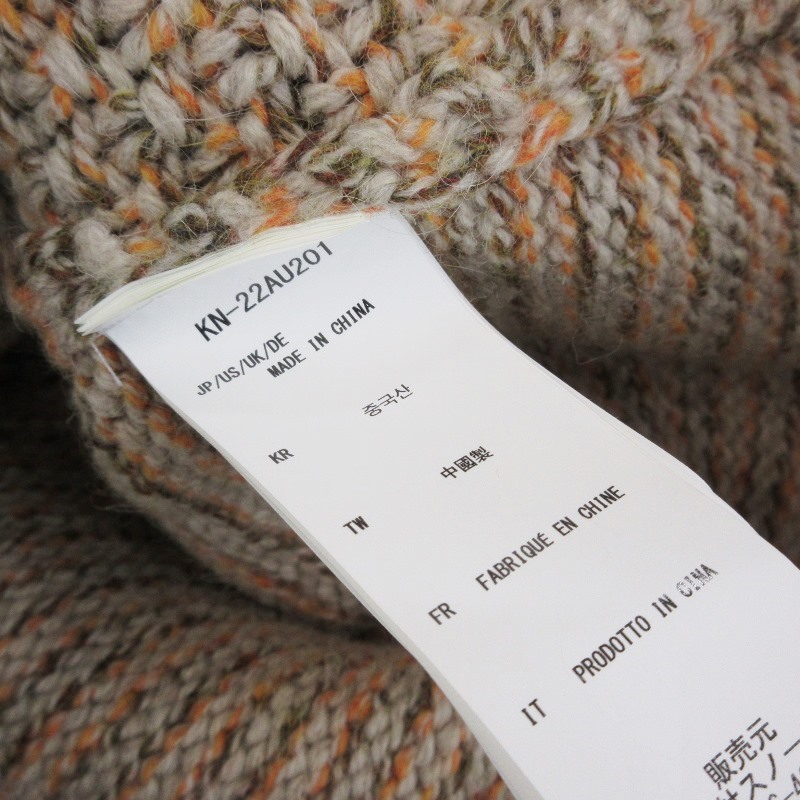 KN-22AU201
JP/US/UK/DE
MADE IN CHINA
KR 중국산
TW 中國製
FR FABRIQUÉ EN CHINE
IT PRODOTTO IN CINA
販売元